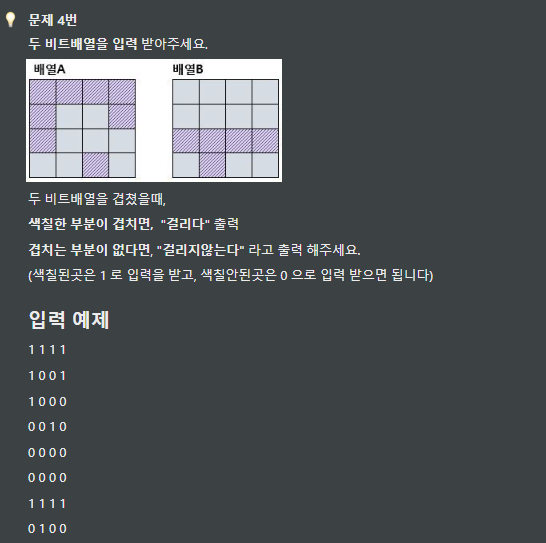 문제 4번
두 비트배열을 입력 받아주세요.
배열A 배열B
두 비트배열을 겹쳤을때,
색칠한 부분이 겹치면, "걸리다" 출력
겹치는 부분이 없다면, "걸리지않는다" 라고 출력 해주세요.
(색칠된곳은 1 로 입력을 받고, 색칠안된곳은 0 으로 입력 받으면 됩니다)
입력 예제
1 1 1 1
1 0 0 1
1 0 0 0
0 0 1 0
0 0 0 0
0 0 0 0
1 1 1 1
0 1 0 0